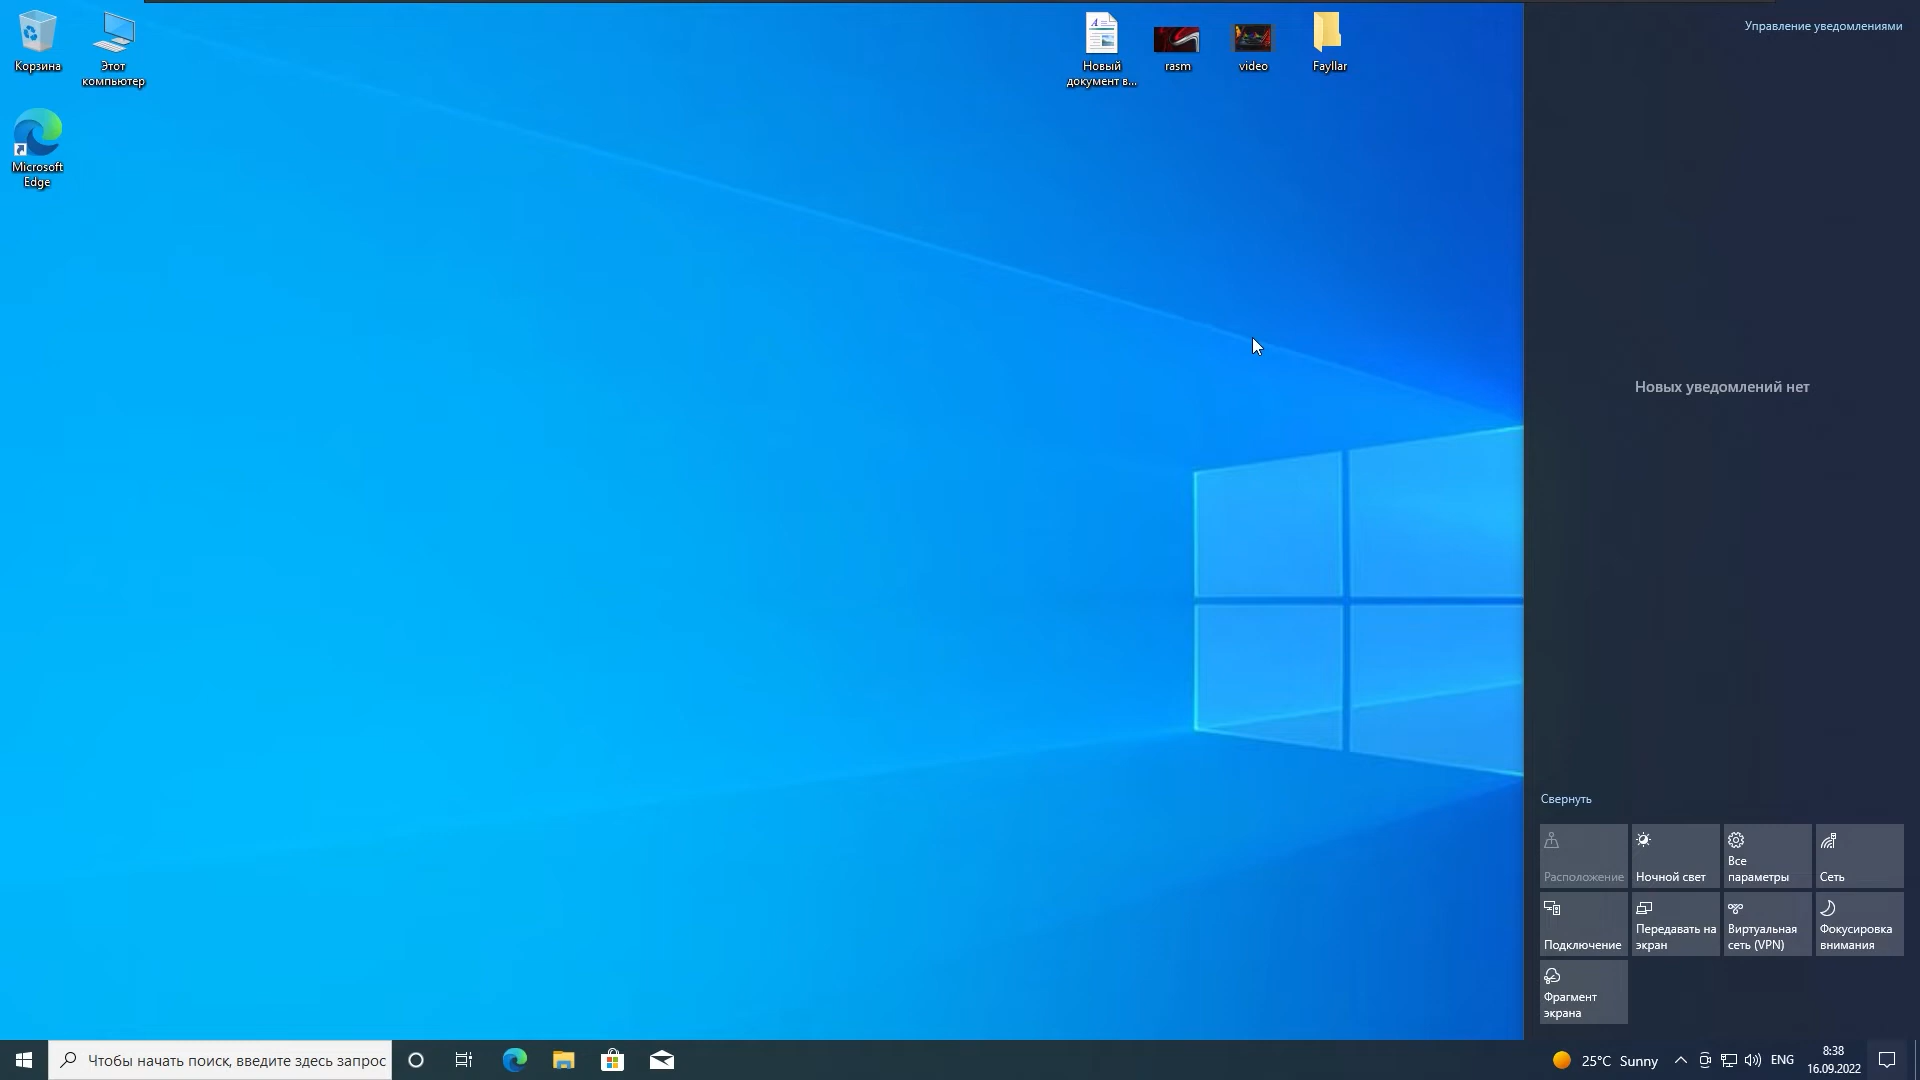 Корзина
Этот
компьютер
Microsoft
Edge
Новый
документ в...
rasm
video
Fayllar
Управление уведомлениями
Новых уведомлений нет
Свернуть
Расположение
Ночной свет
Все
параметры
Сеть
Подключение
Передавать на
экран
Виртуальная
сеть (VPN)
Фокусировка
внимания
Фрагмент
экрана
Чтобы начать поиск, введите здесь запрос
25°C Sunny
ENG
8:38
16.09.2022